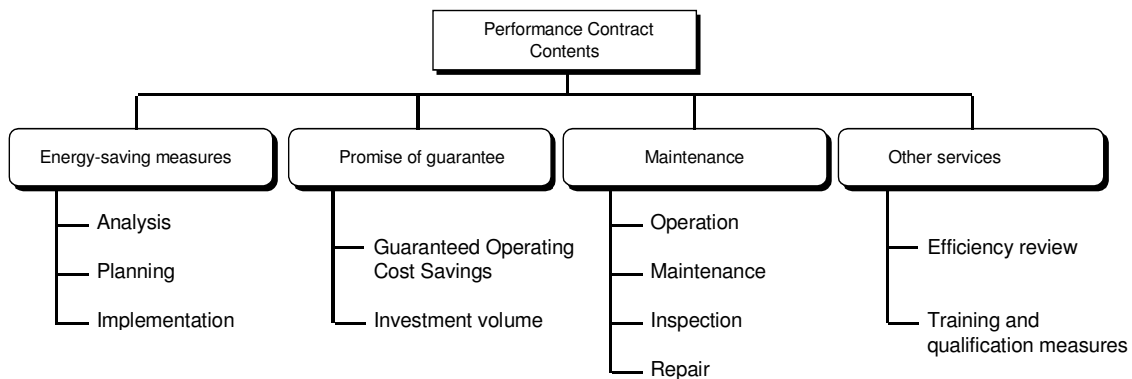 Performance Contract
Contents
Energy-saving measures
Analysis
Planning
Implementation
Promise of guarantee
Guaranteed Operating
Cost Savings
Investment volume
Maintenance
Operation
Maintenance
Inspection
Repair
Other services
Efficiency review
Training and
qualification measures